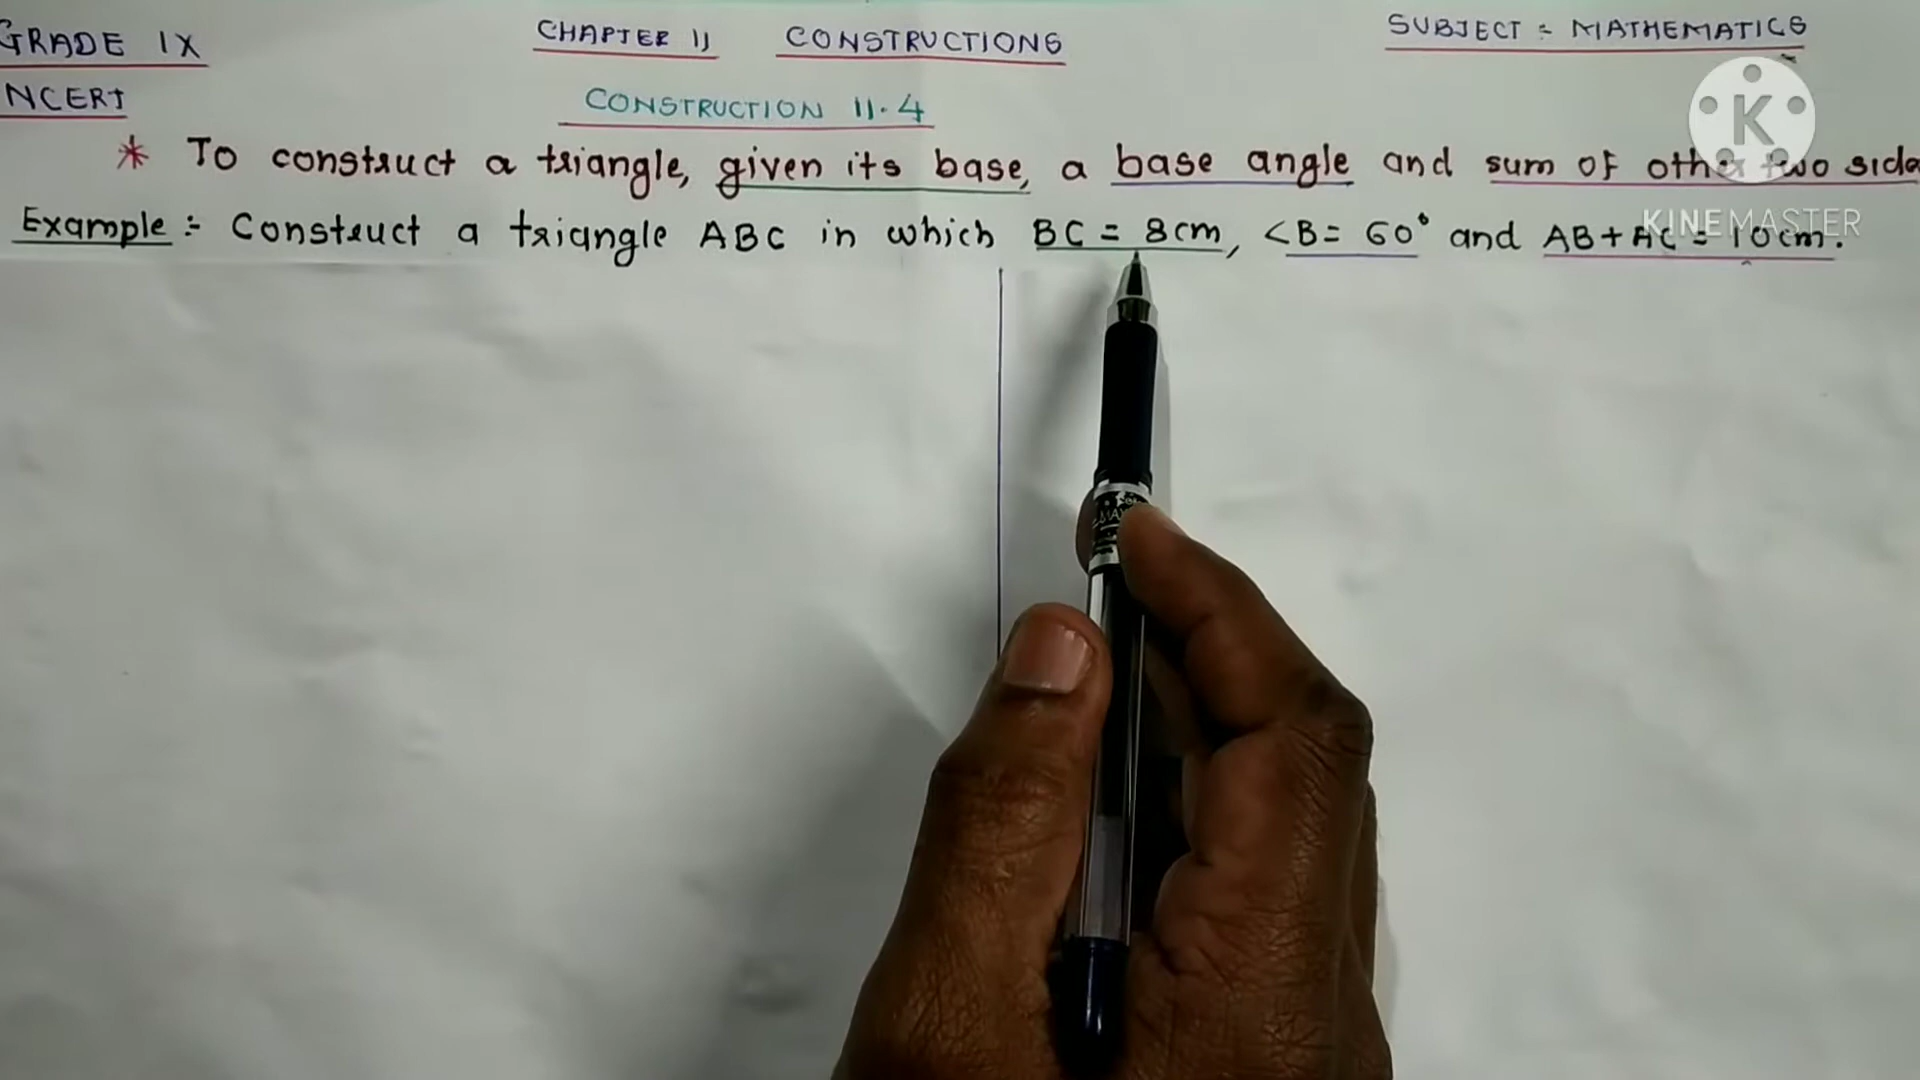 GRADE IX CHAPTER 11 CONSTRUCTIONS SUBJECT : MATHEMATICS
NCERT CONSTRUCTION 11.4
K
* To construct a triangle, given its base, a base angle and sum of other two side
KINEMASTER
Example :- Construct a triangle ABC in which BC = 8cm, <B= 60° and AB+AC = 10cm.